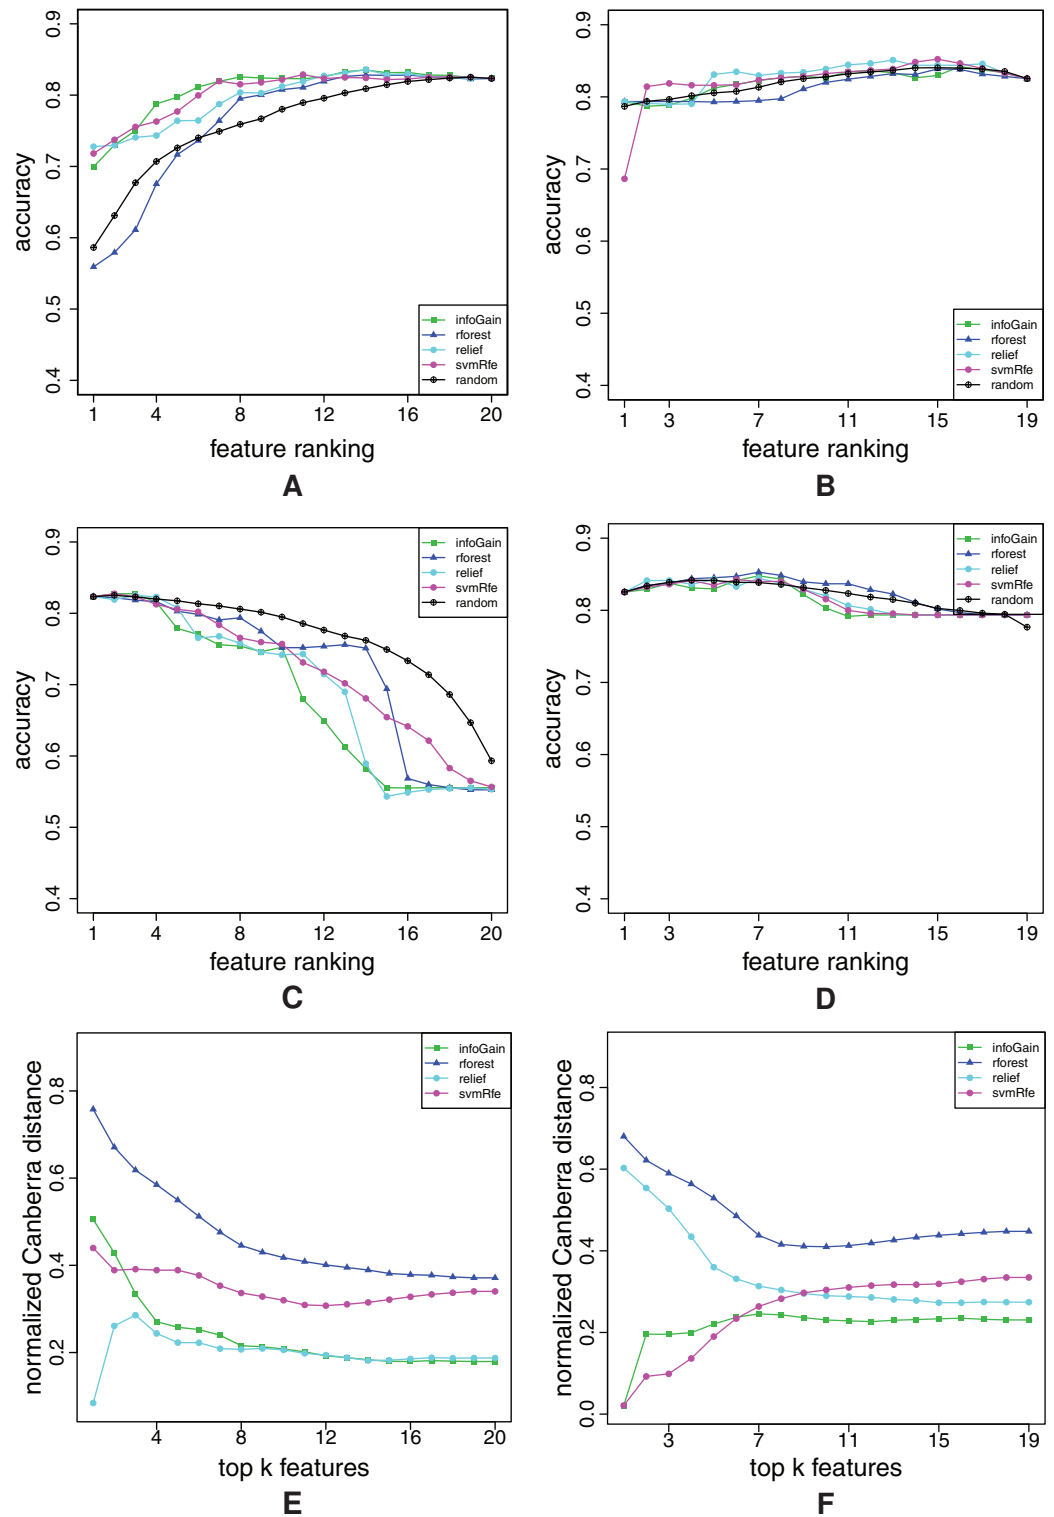 0.9
0.8
0.7
0.6
0.5
0.4
accuracy
infoGain
rforest
relief
svmRfe
random
1 4 8 12 16 20
feature ranking
A
0.9
0.8
0.7
0.6
0.5
0.4
accuracy
infoGain
rforest
relief
svmRfe
random
1 3 7 11 15 19
feature ranking
B
0.9
0.8
0.7
0.6
0.5
0.4
accuracy
infoGain
rforest
relief
svmRfe
random
1 4 8 12 16 20
feature ranking
C
0.9
0.8
0.7
0.6
0.5
0.4
accuracy
infoGain
rforest
relief
svmRfe
random
1 3 7 11 15 19
feature ranking
D
0.8
0.6
0.4
0.2
normalized Canberra distance
infoGain
rforest
relief
svmRfe
4 8 12 16 20
top k features
E
0.8
0.6
0.4
0.2
0.0
normalized Canberra distance
infoGain
rforest
relief
svmRfe
3 7 11 15 19
top k features
F